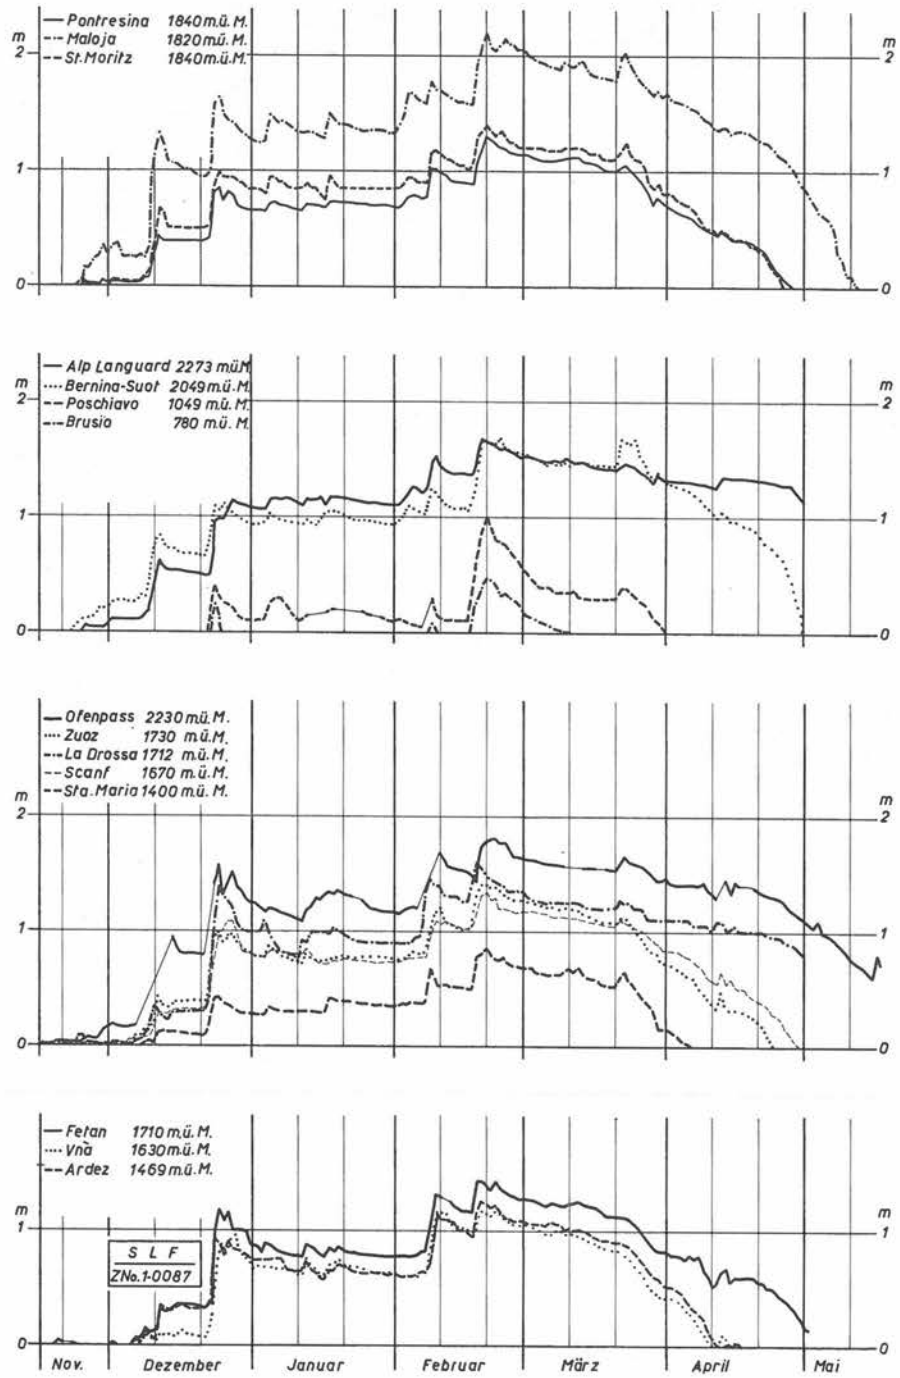 m
Pontresina 1840 m.ü.M.
Maloja 1820 m.ü.M.
St.Moritz 1840 m.ü.M.
m
2
2
1
1
0
0
m
Alp Languard 2273 m.ü.M.
Bernina-Suot 2049 m.ü.M.
Poschiavo 1049 m.ü.M.
Brusio 780 m.ü.M.
m
2
2
1
1
0
0
m
Ofenpass 2230 m.ü.M.
Zuoz 1730 m.ü.M.
La Drossa 1712 m.ü.M.
Scanf 1670 m.ü.M.
Sta.Maria 1400 m.ü.M.
m
2
2
1
1
0
0
Fetan 1710 m.ü.M.
Vnà 1630 m.ü.M.
Ardez 1469 m.ü.M.
m
m
1
1
S L F
ZNo.1-0087
0
0
Nov. Dezember Januar Februar März April Mai